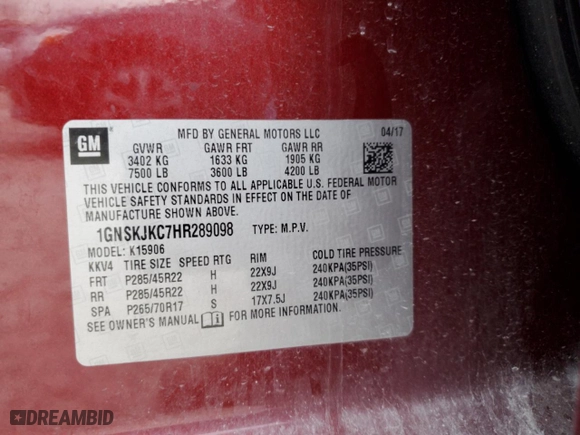 GM
MFD BY GENERAL MOTORS LLC 04/17
GVWR GAWR FRT GAWR RR
3402 KG 1633 KG 1905 KG
7500 LB 3600 LB 4200 LB
THIS VEHICLE CONFORMS TO ALL APPLICABLE U.S. FEDERAL MOTOR
VEHICLE SAFETY STANDARDS IN EFFECT ON THE DATE OF
MANUFACTURE SHOWN ABOVE.
1GNSKJKC7HR289098 TYPE: M.P.V.
MODEL: K15906
KKV4 TIRE SIZE SPEED RTG RIM COLD TIRE PRESSURE
FRT P285/45R22 H 22X9J 240KPA(35PSI)
RR P285/45R22 H 22X9J 240KPA(35PSI)
SPA P265/70R17 S 17X7.5J 240KPA(35PSI)
SEE OWNER'S MANUAL FOR MORE INFORMATION.
DREAMBID